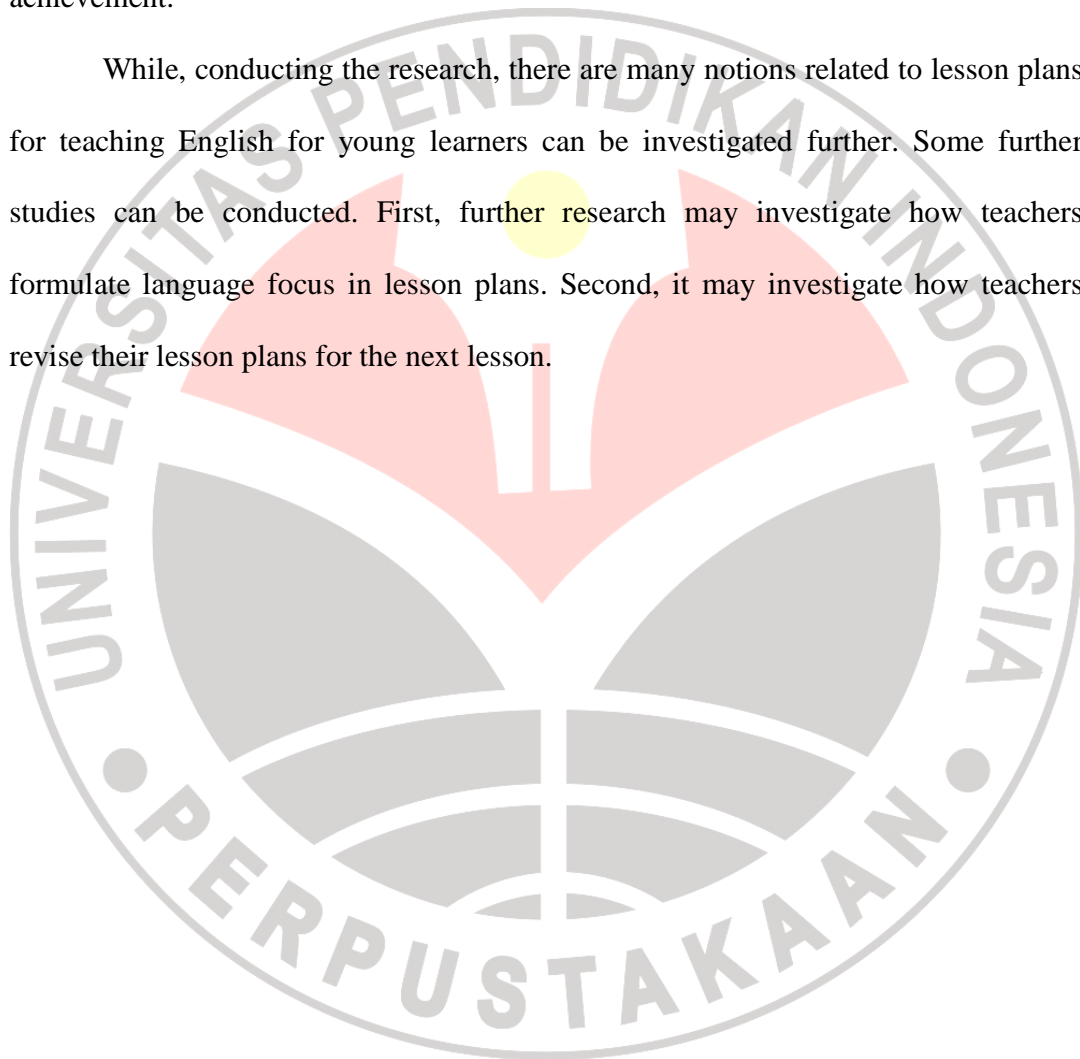 achievement.
While, conducting the research, there are many notions related to lesson plans
for teaching English for young learners can be investigated further. Some further
studies can be conducted. First, further research may investigate how teachers
formulate language focus in lesson plans. Second, it may investigate how teachers
revise their lesson plans for the next lesson.
UNIVERSITAS PENDIDIKAN INDONESIA
PERPUSTAKAAN